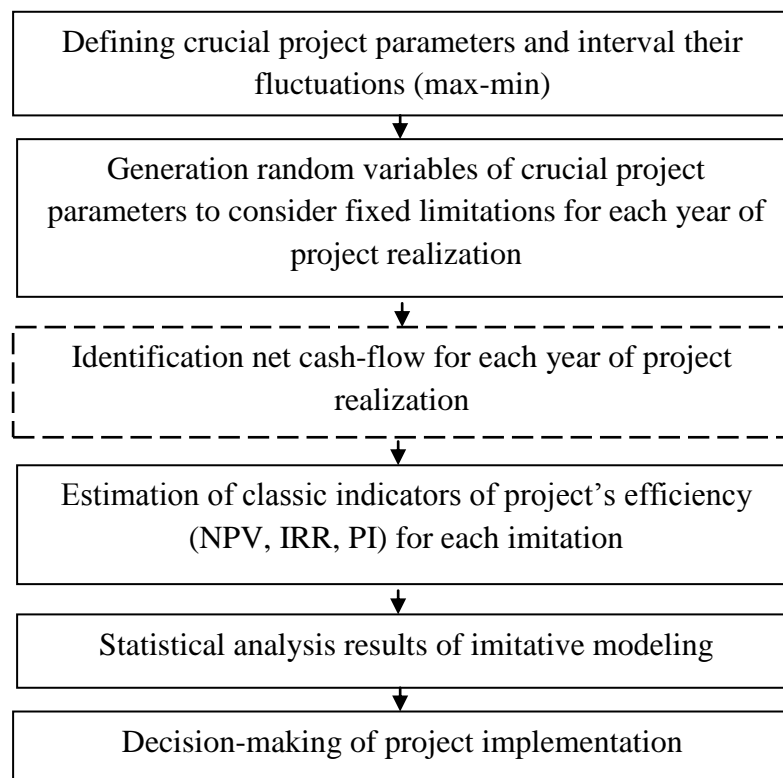 Defining crucial project parameters and interval their
fluctuations (max-min)
Generation random variables of crucial project
parameters to consider fixed limitations for each year of
project realization
Identification net cash-flow for each year of project
realization
Estimation of classic indicators of project’s efficiency
(NPV, IRR, PI) for each imitation
Statistical analysis results of imitative modeling
Decision-making of project implementation